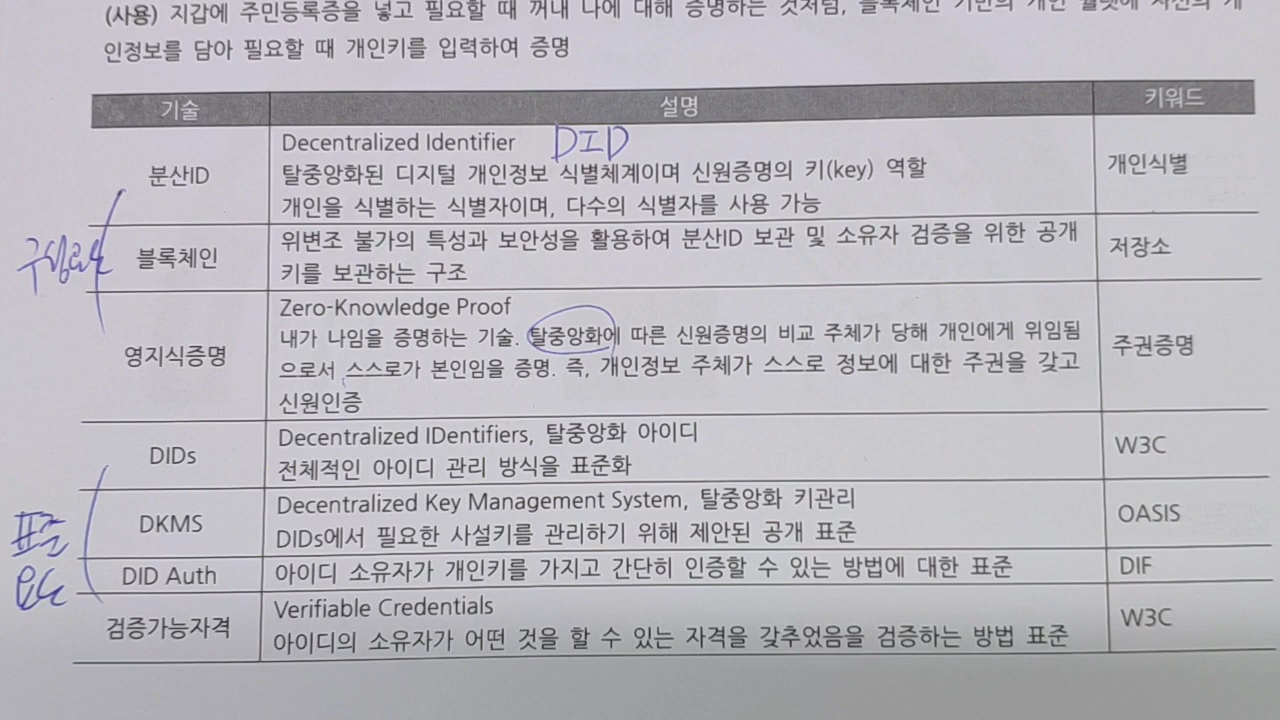 (사용) 지갑에 주민등록증을 넣고 필요할 때 꺼내 나에 대해 증명하는 것처럼, 블록체인 기반의 개인 월렛에 자신의 개
인정보를 담아 필요할 때 개인키를 입력하여 증명
기술 설명 키워드
분산ID
Decentralized Identifier DID
탈중앙화된 디지털 개인정보 식별체계이며 신원증명의 키(key) 역할
개인을 식별하는 식별자이며, 다수의 식별자를 사용 가능
개인식별
블록체인
위변조 불가의 특성과 보안성을 활용하여 분산ID 보관 및 소유자 검증을 위한 공개
키를 보관하는 구조
저장소
영지식증명
Zero-Knowledge Proof
내가 나임을 증명하는 기술. 탈중앙화에 따른 신원증명의 비교 주체가 당해 개인에게 위임됨
으로서 스스로가 본인임을 증명. 즉, 개인정보 주체가 스스로 정보에 대한 주권을 갖고
신원인증
주권증명
DIDs
Decentralized IDentifiers, 탈중앙화 아이디
전체적인 아이디 관리 방식을 표준화
W3C
표준
DKMS
Decentralized Key Management System, 탈중앙화 키관리
DIDs에서 필요한 사설키를 관리하기 위해 제안된 공개 표준
OASIS
DID Auth
아이디 소유자가 개인키를 가지고 간단히 인증할 수 있는 방법에 대한 표준
DIF
검증가능자격
Verifiable Credentials
아이디의 소유자가 어떤 것을 할 수 있는 자격을 갖추었음을 검증하는 방법 표준
W3C